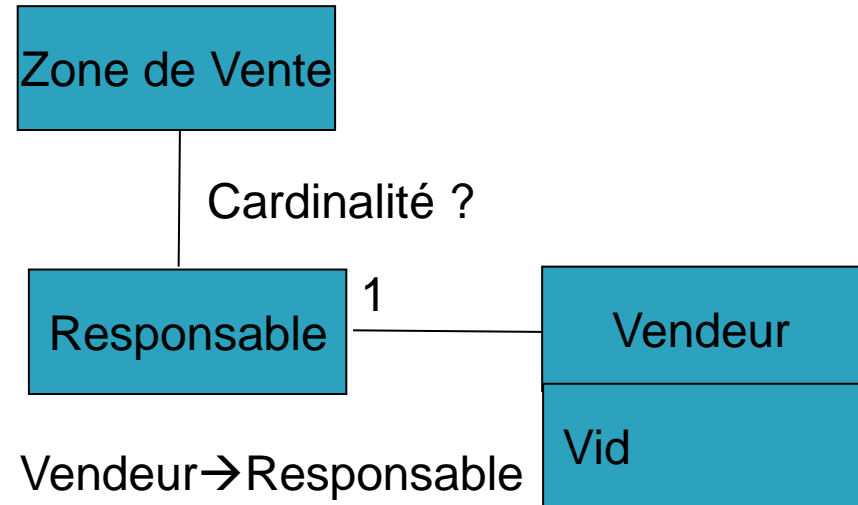 Zone de Vente
Cardinalité ?
Responsable
1
Vendeur
Vid
Vendeur→Responsable